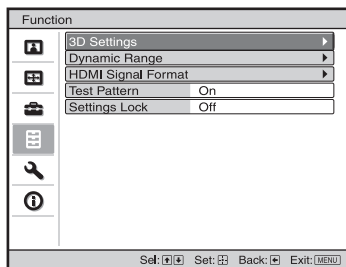 Function
3D Settings
Dynamic Range
HDMI Signal Format
Test Pattern On
Settings Lock Off
Sel: Set: Back: Exit: MENU